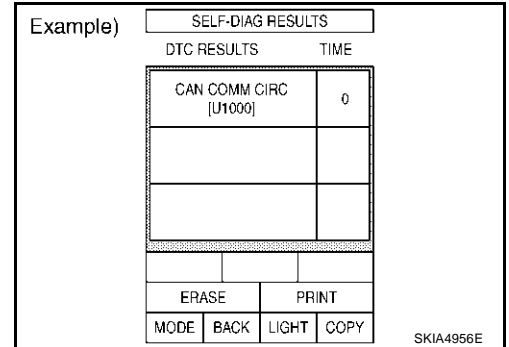 Example)
SELF-DIAG RESULTS
DTC RESULTS TIME
CAN COMM CIRC 0
[U1000]
ERASE PRINT
MODE BACK LIGHT COPY
SKIA4956E